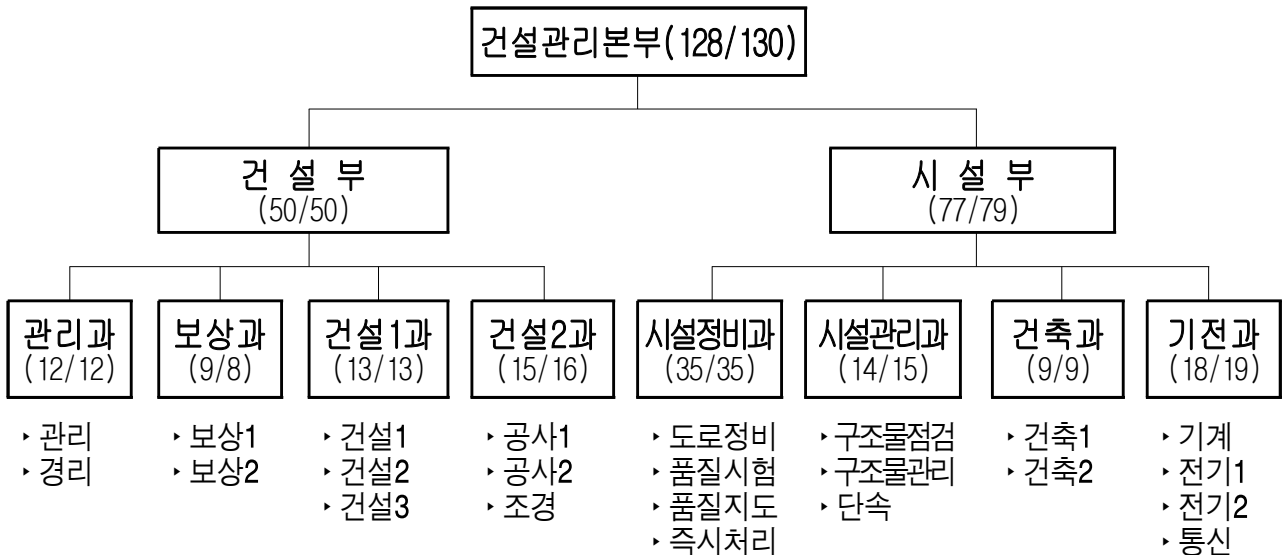 건설관리본부(128/130)
건 설 부
(50/50)
시 설 부
(77/79)
관리과
(12/12)
▸ 관리
▸ 경리
보상과
(9/8)
▸ 보상1
▸ 보상2
건설1과
(13/13)
▸ 건설1
▸ 건설2
▸ 건설3
건설2과
(15/16)
▸ 공사1
▸ 공사2
▸ 조경
시설정비과
(35/35)
▸ 도로정비
▸ 품질시험
▸ 품질지도
▸ 즉시처리
시설관리과
(14/15)
▸ 구조물점검
▸ 구조물관리
▸ 단속
건축과
(9/9)
▸ 건축1
▸ 건축2
기전과
(18/19)
▸ 기계
▸ 전기1
▸ 전기2
▸ 통신